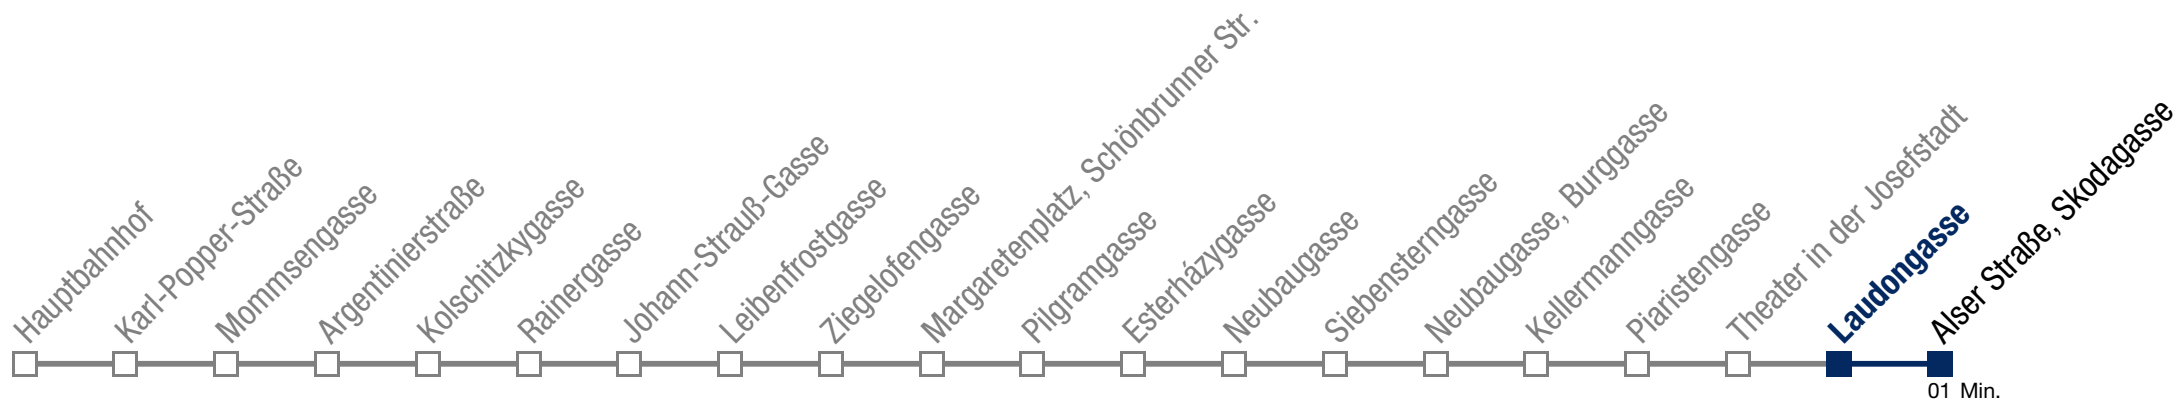 Hauptbahnhof
Karl-Popper-Straße
Mommsengasse
Argentinierstraße
Kolschitzkygasse
Rainergasse
Johann-Strauß-Gasse
Leibenfrostgasse
Ziegelofengasse
Margaretenplatz, Schönbrunner Str.
Pilgramgasse
Esterházygasse
Neubaugasse
Siebensterngasse
Neubaugasse, Burggasse
Kellermanngasse
Piaristengasse
Theater in der Josefstadt
Laudongasse
Alser Straße, Skodagasse
01 Min.